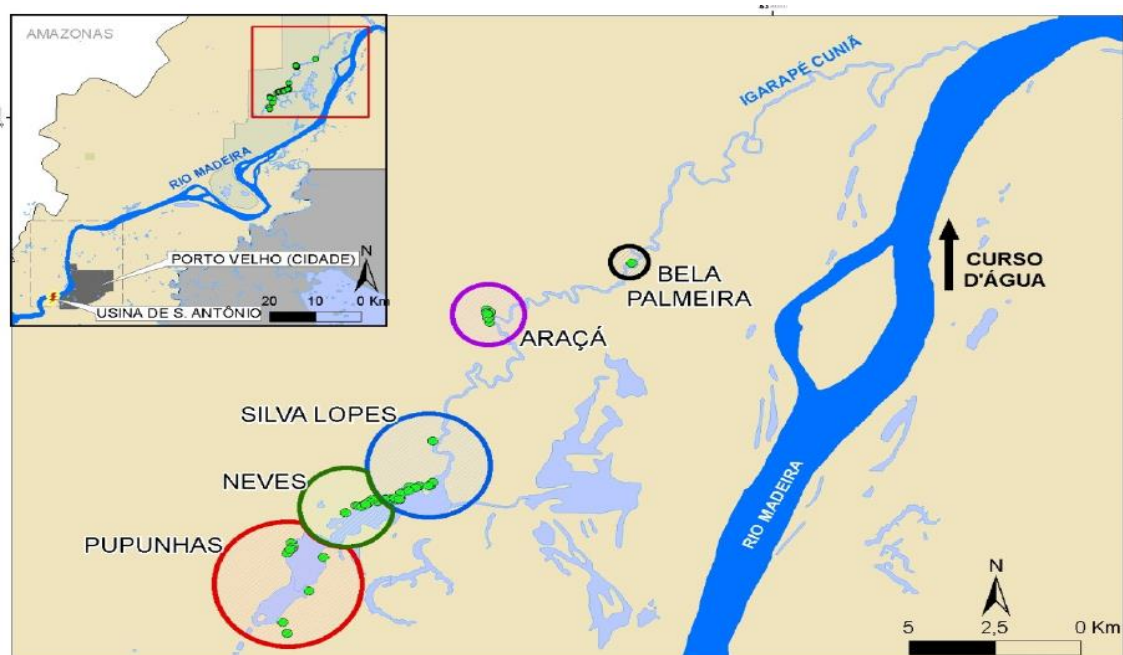 AMAZONAS
RIO MADEIRA
PORTO VELHO (CIDADE)
USINA DE S. ANTÔNIO
N
20 10 0 Km
IGARAPÉ CUNIÃ
BELA
PALMEIRA
CURSO
D'ÁGUA
ARAÇÁ
SILVA LOPES
NEVES
PUPUNHAS
RIO MADEIRA
N
5 2,5 0 Km